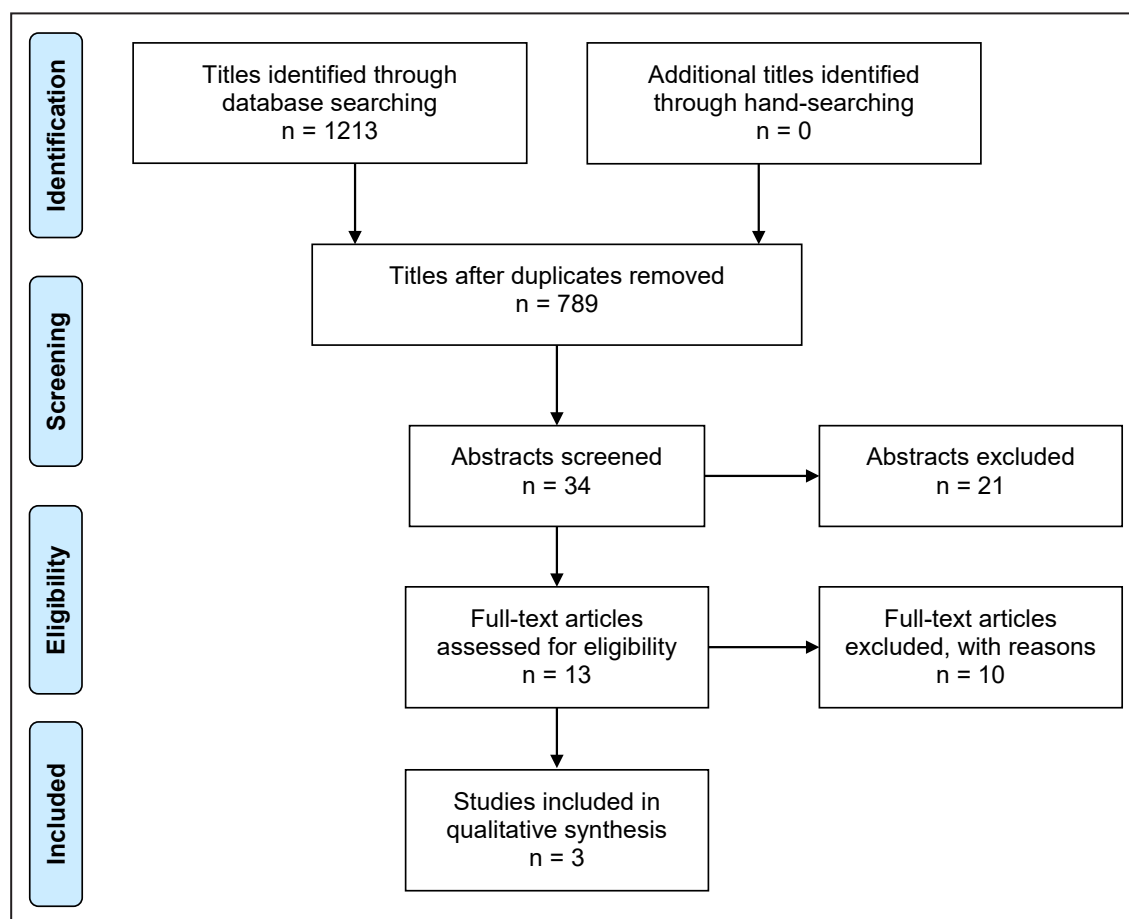 Identification
Titles identified through
database searching
n = 1213
Additional titles identified
through hand-searching
n = 0
Titles after duplicates removed
n = 789
Screening
Abstracts screened
n = 34
Abstracts excluded
n = 21
Eligibility
Full-text articles
assessed for eligibility
n = 13
Full-text articles
excluded, with reasons
n = 10
Included
Studies included in
qualitative synthesis
n = 3